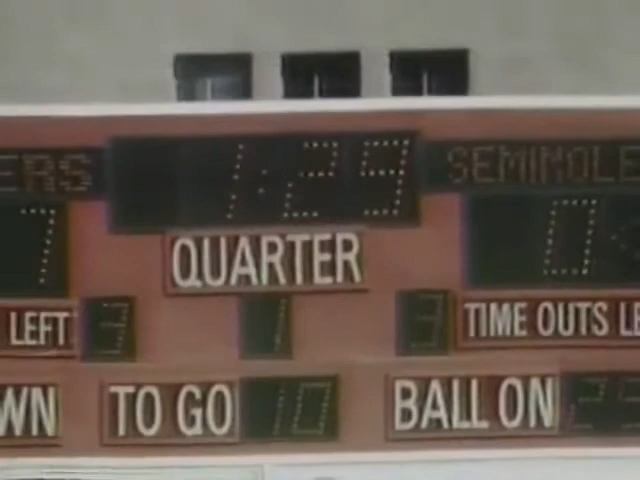 ERS 1:29 SEMINOLE
7 QUARTER 0
LEFT 3 1 3 TIME OUTS LE
WN TO GO 10 BALL ON